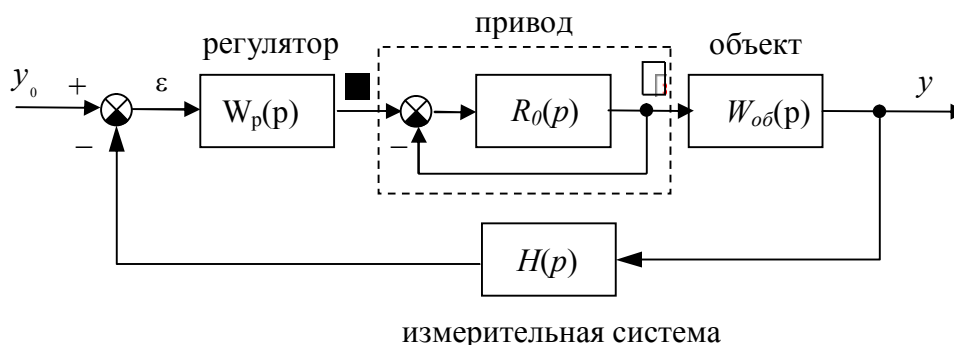 привод
регулятор
объект
y₀
+
ε
Wp(p)
−
R0(p)
Wоб(p)
y
−
H(p)
измерительная система